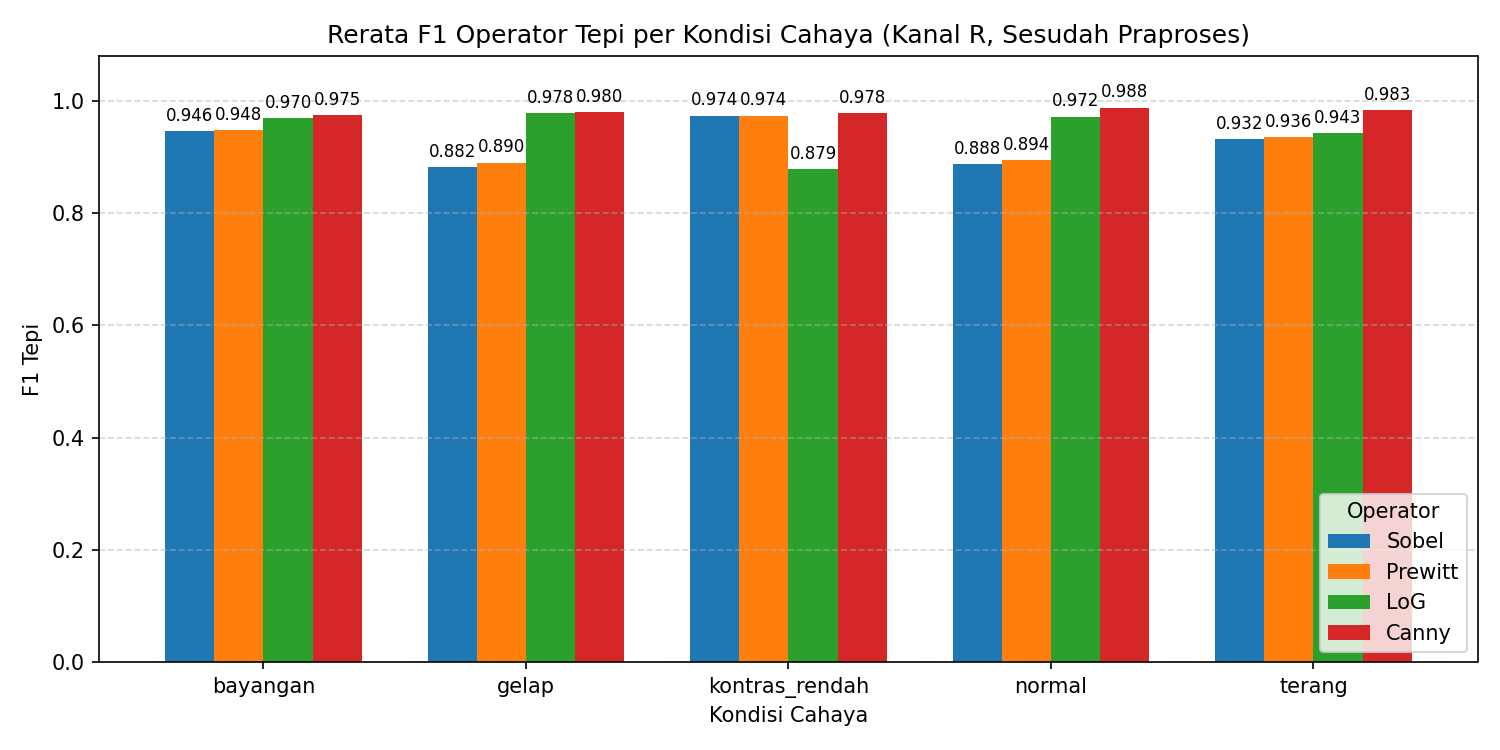 Rerata F1 Operator Tepi per Kondisi Cahaya (Kanal R, Sesudah Praproses)
F1 Tepi
1.0
0.8
0.6
0.4
0.2
0.0
0.946 0.948 0.970 0.975
0.882 0.890 0.978 0.980
0.974 0.974 0.879 0.978
0.888 0.894 0.972 0.988
0.932 0.936 0.943 0.983
Operator
Sobel
Prewitt
LoG
Canny
bayangan gelap kontras_rendah normal terang
Kondisi Cahaya